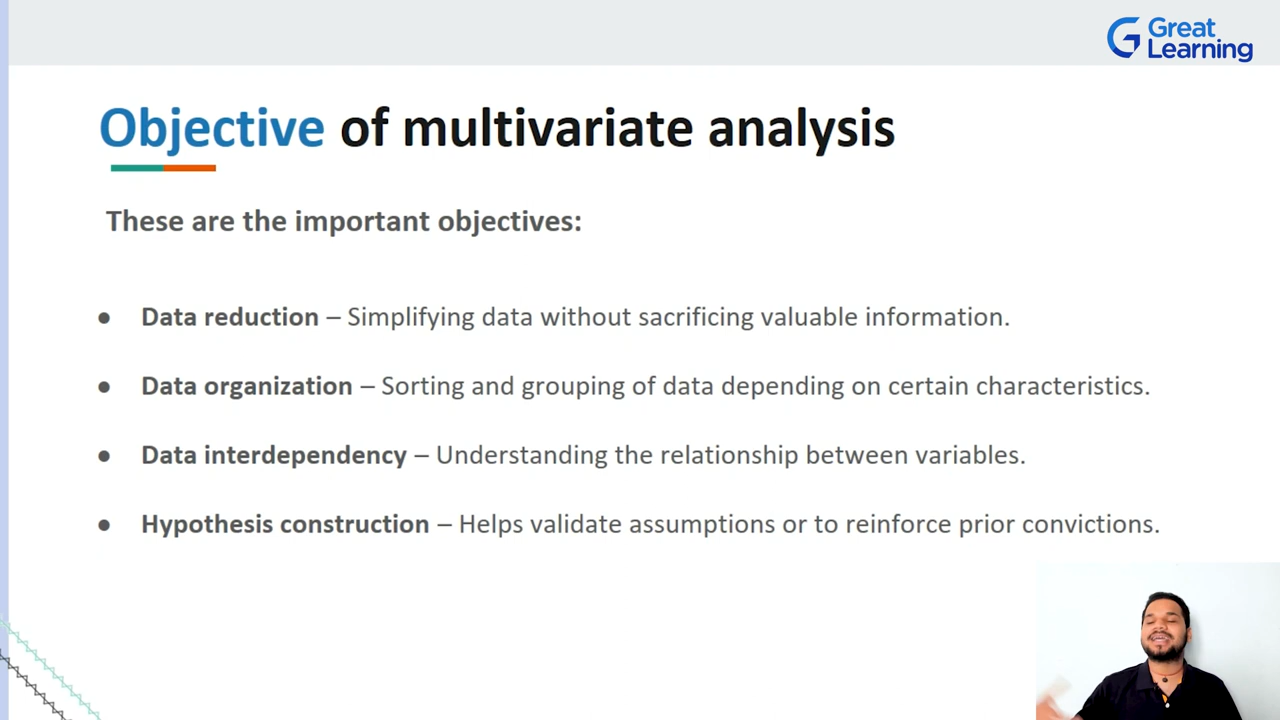 Great
Learning
Objective of multivariate analysis
These are the important objectives:
● Data reduction – Simplifying data without sacrificing valuable information.
● Data organization – Sorting and grouping of data depending on certain characteristics.
● Data interdependency – Understanding the relationship between variables.
● Hypothesis construction – Helps validate assumptions or to reinforce prior convictions.